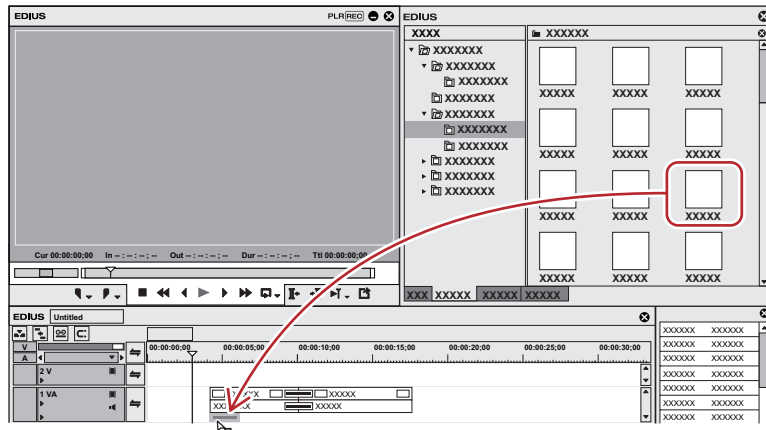 EDIUS PLR REC
Cur 00:00:00;00 In -- : -- : -- ; -- Out -- : -- : -- ; -- Dur -- : -- : -- ; -- Ttl 00:00:00;00
EDIUS
XXXX
XXXXXXX
XXXXXXX
XXXXXXX
XXXXXXX
XXXXXXX
XXXXXXX
XXXXXXX
XXXXXXX
XXXXXXX
XXXXXXX
XXXXXX
XXXXX XXXXX XXXXX
XXXXX XXXXX XXXXX
XXXXX XXXXX XXXXX
XXXXX XXXXX XXXXX
XXX XXXXX XXXXX XXXXX
EDIUS Untitled
V
A
00:00:00;00 00:00:05;00 00:00:10;00 00:00:15;00 00:00:20;00 00:00:25;00 00:00:30;00
2 V
1 VA
XXXXX
XXXXX
XXXXXX XXXXXX
XXXXXX XXXXXX
XXXXXX XXXXXX
XXXXXX XXXXXX
XXXXXX XXXXXX
XXXXXX XXXXXX
XXXXXX XXXXXX